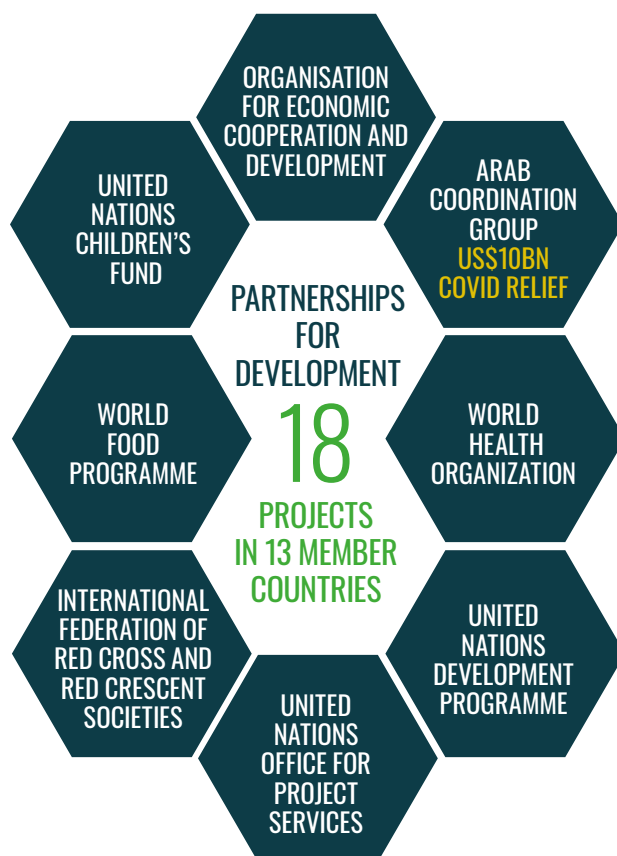 ORGANISATION
FOR ECONOMIC
COOPERATION AND
DEVELOPMENT
ARAB
COORDINATION
GROUP
US$10BN
COVID RELIEF
UNITED
NATIONS
CHILDREN'S
FUND
PARTNERSHIPS
FOR
DEVELOPMENT
18
PROJECTS
IN 13 MEMBER
COUNTRIES
WORLD
FOOD
PROGRAMME
WORLD
HEALTH
ORGANIZATION
INTERNATIONAL
FEDERATION OF
RED CROSS AND
RED CRESCENT
SOCIETIES
UNITED
NATIONS
DEVELOPMENT
PROGRAMME
UNITED
NATIONS
OFFICE FOR
PROJECT
SERVICES